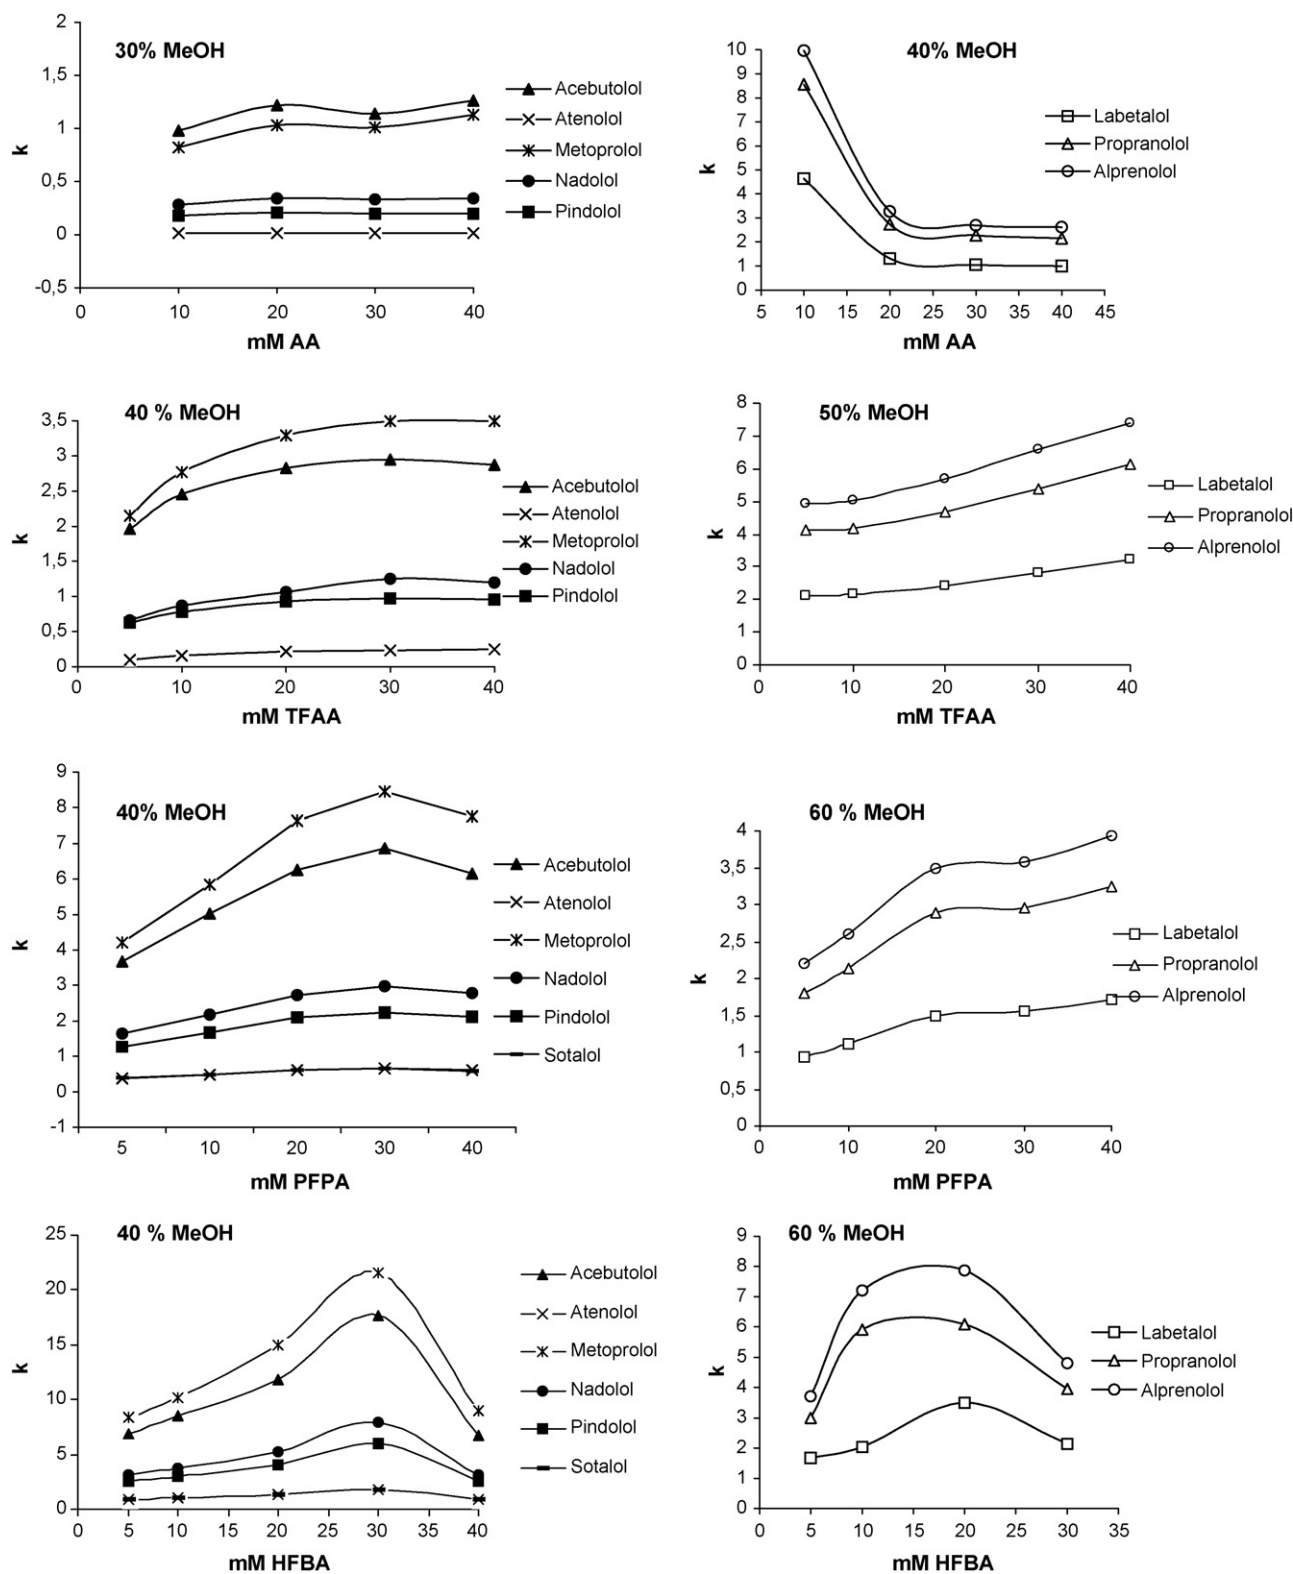 30% MeOH
1
1,5
1
0,5
0
-0,5
0
10
20
30
40
k
mM AA
Acebutolol
Atenolol
Metoprolol
Nadolol
Pindolol
40% MeOH
10
9
8
7
6
5
4
3
2
1
0
5
10
15
20
25
30
35
40
45
k
mM AA
Labetalol
Propranolol
Alprenolol
40 % MeOH
3,5
3
2,5
2
1,5
1
0,5
0
0
10
20
30
40
k
mM TFAA
Acebutolol
Atenolol
Metoprolol
Nadolol
Pindolol
50% MeOH
8
7
6
5
4
3
2
1
0
0
10
20
30
40
k
mM TFAA
Labetalol
Propranolol
Alprenolol
40% MeOH
9
8
7
6
5
4
3
2
1
0
-1
5
10
20
30
40
k
mM PFPA
Acebutolol
Atenolol
Metoprolol
Nadolol
Pindolol
Sotalol
60 % MeOH
4
3,5
3
2,5
2
1,5
1
0,5
0
0
10
20
30
40
k
mM PFPA
Labetalol
Propranolol
Alprenolol
40 % MeOH
25
20
15
10
5
0
0
5
10
15
20
25
30
35
40
k
mM HFBA
Acebutolol
Atenolol
Metoprolol
Nadolol
Pindolol
Sotalol
60 % MeOH
9
8
7
6
5
4
3
2
1
0
0
5
10
15
20
25
30
35
k
mM HFBA
Labetalol
Propranolol
Alprenolol